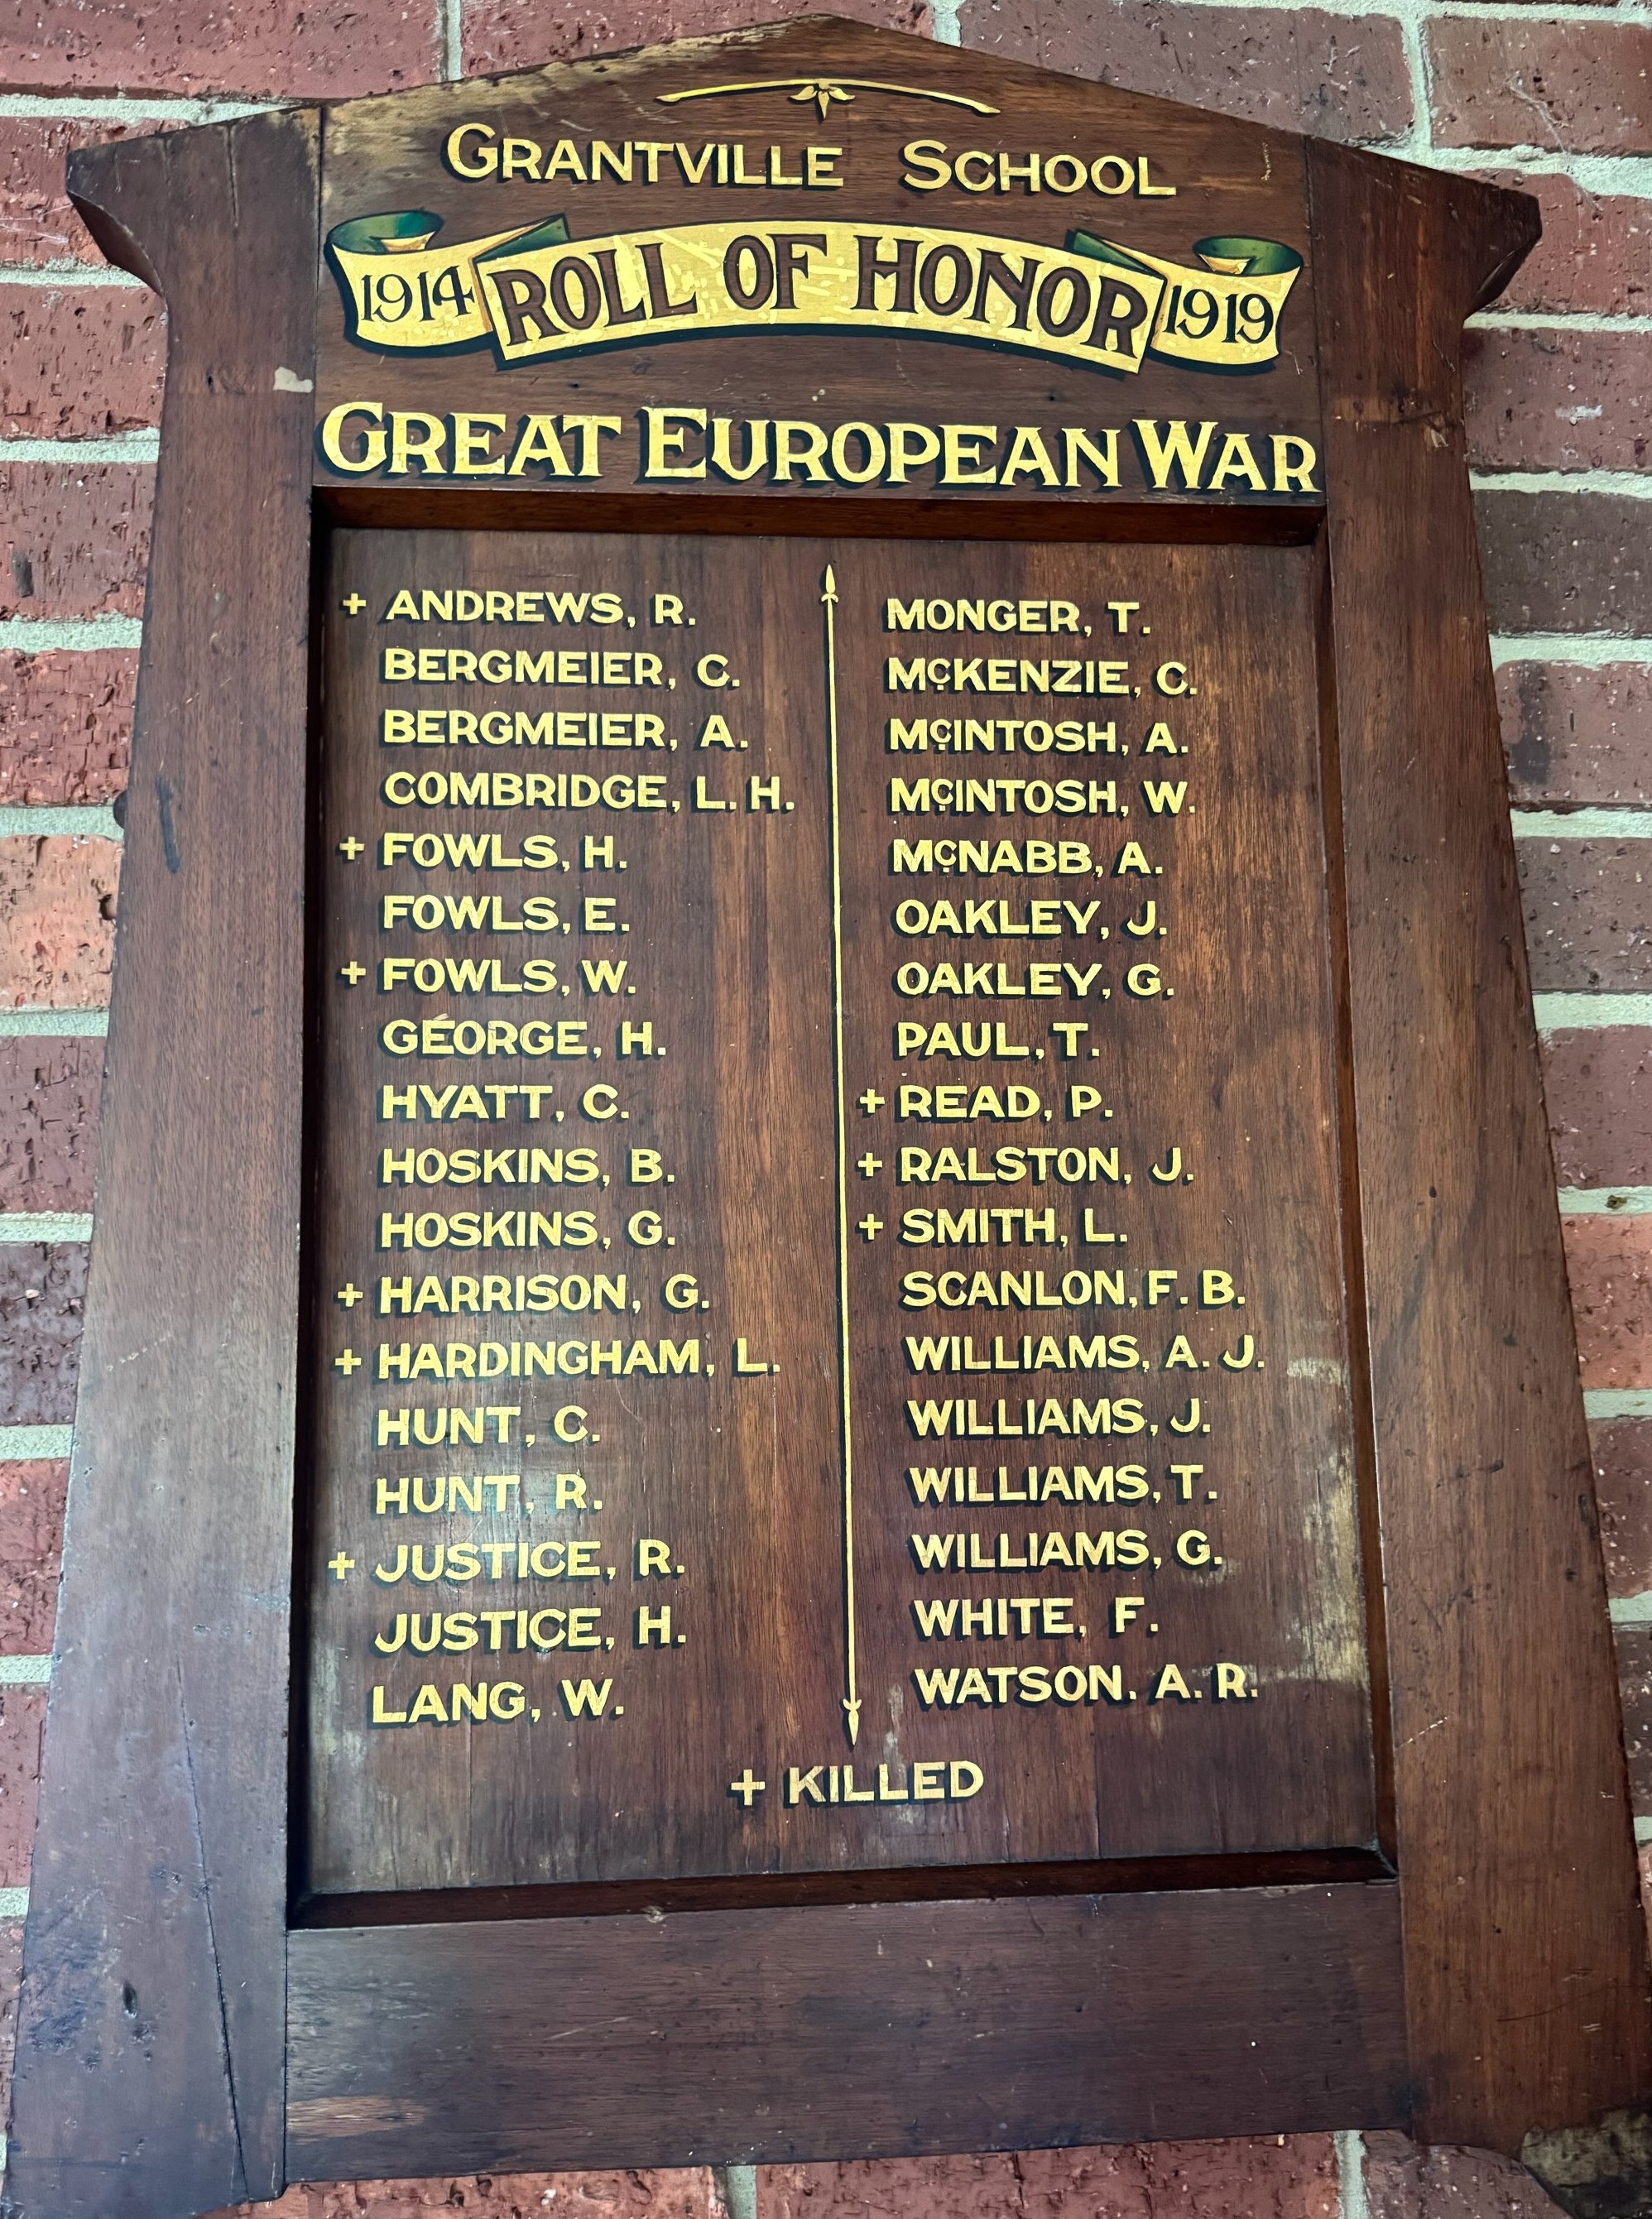 GRANTVILLE SCHOOL
1914 ROLL OF HONOR 1919
GREAT EUROPEAN WAR
+ ANDREWS, R.
BERGMEIER, C.
BERGMEIER, A.
COMBRIDGE, L. H.
+ FOWLS, H.
FOWLS, E.
+ FOWLS, W.
GEORGE, H.
HYATT, C.
HOSKINS, B.
HOSKINS, G.
+ HARRISON, G.
+ HARDINGHAM, L.
HUNT, C.
HUNT, R.
+ JUSTICE, R.
JUSTICE, H.
LANG, W.
MONGER, T.
McKENZIE, C.
McINTOSH, A.
McINTOSH, W.
McNABB, A.
OAKLEY, J.
OAKLEY, G.
PAUL, T.
+ READ, P.
+ RALSTON, J.
+ SMITH, L.
SCANLON, F. B.
WILLIAMS, A. J.
WILLIAMS, J.
WILLIAMS, T.
WILLIAMS, G.
WHITE, F.
WATSON. A. R.
+ KILLED